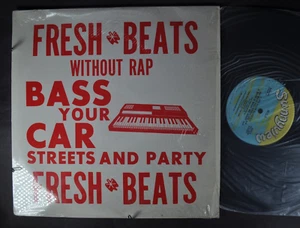 FRESH BEATS
WITHOUT RAP
BASS
YOUR
CAR
STREETS AND PARTY
FRESH BEATS